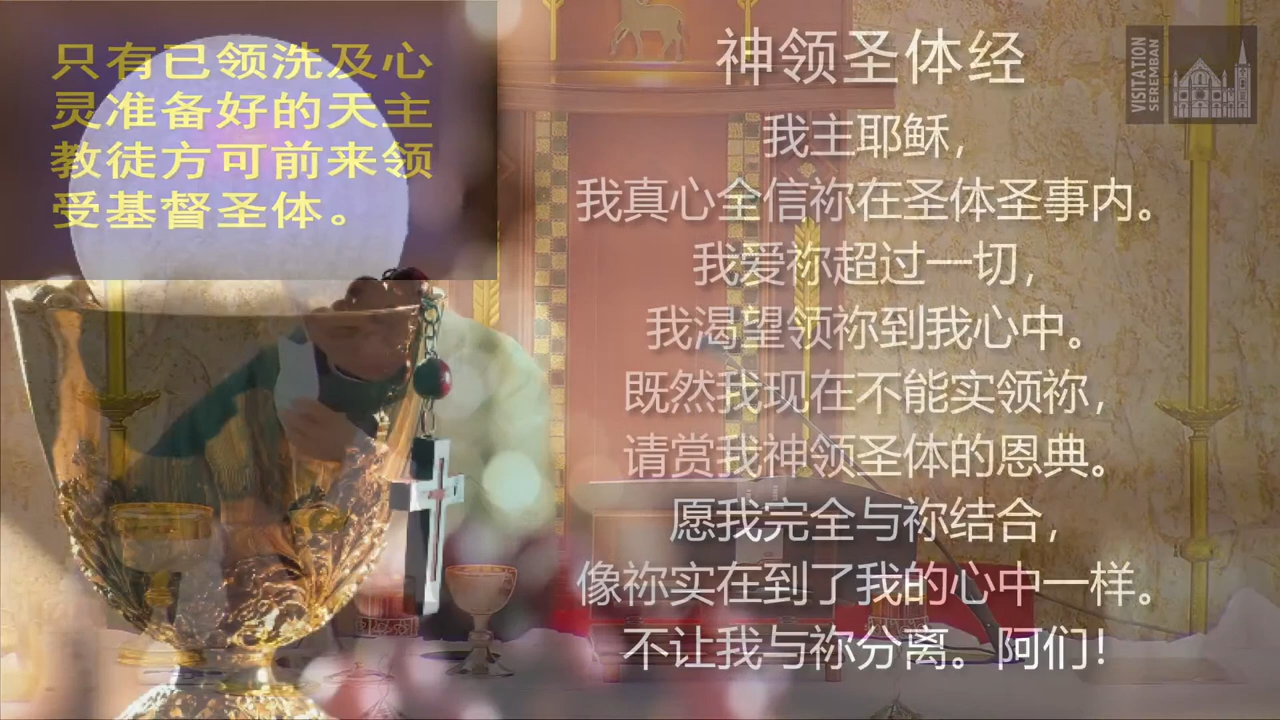 只有已领洗及心
灵准备好的天主
教徒方可前来领
受基督圣体。
神领圣体经
我主耶稣，
我真心全信祢在圣体圣事内。
我爱祢超过一切，
我渴望领祢到我心中。
既然我现在不能实领祢，
请赏我神领圣体的恩典。
愿我完全与祢结合，
像祢实在到了我的心中一样。
不让我与祢分离。阿们！
VISITATION
SEREMBAN